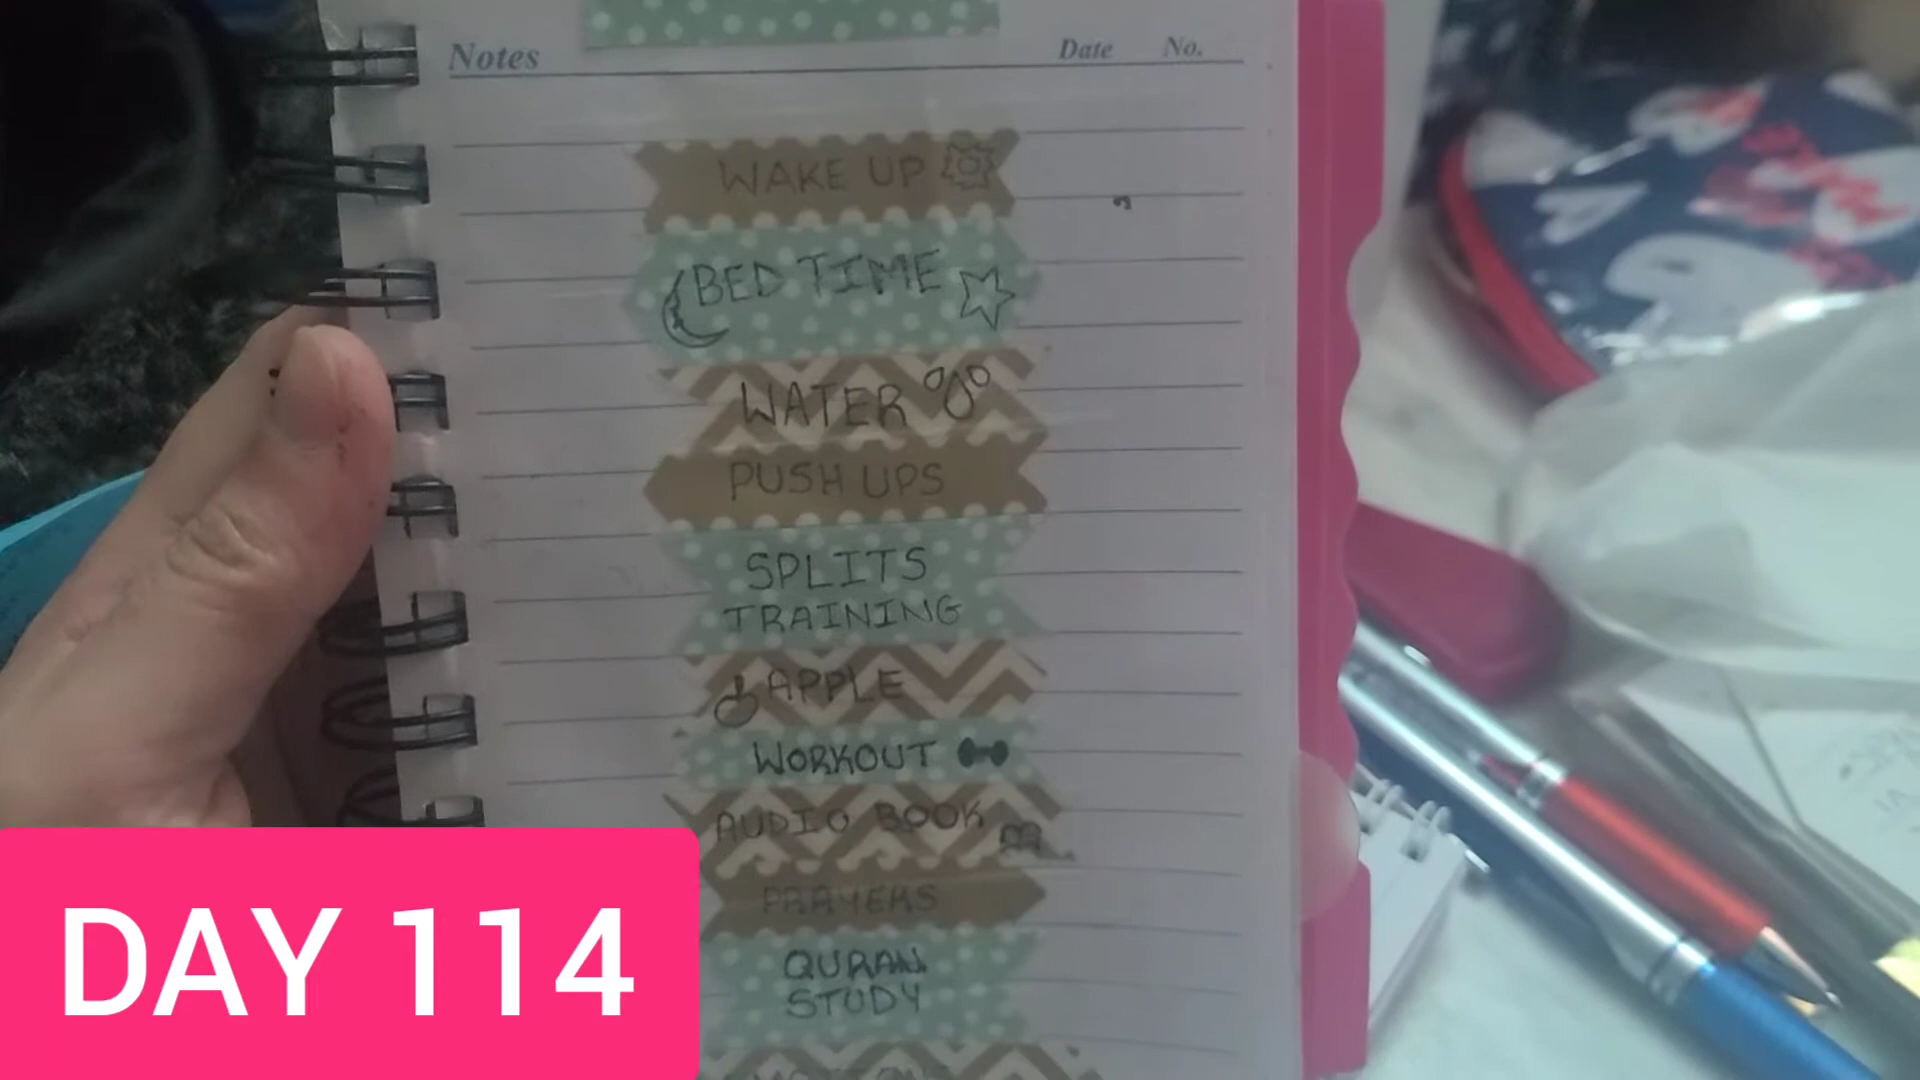 Notes
Date No.
WAKE UP
BED TIME
WATER
PUSH UPS
SPLITS
TRAINING
APPLE
WORKOUT
AUDIO BOOK
PRAYERS
QURAN
STUDY
DAY 114